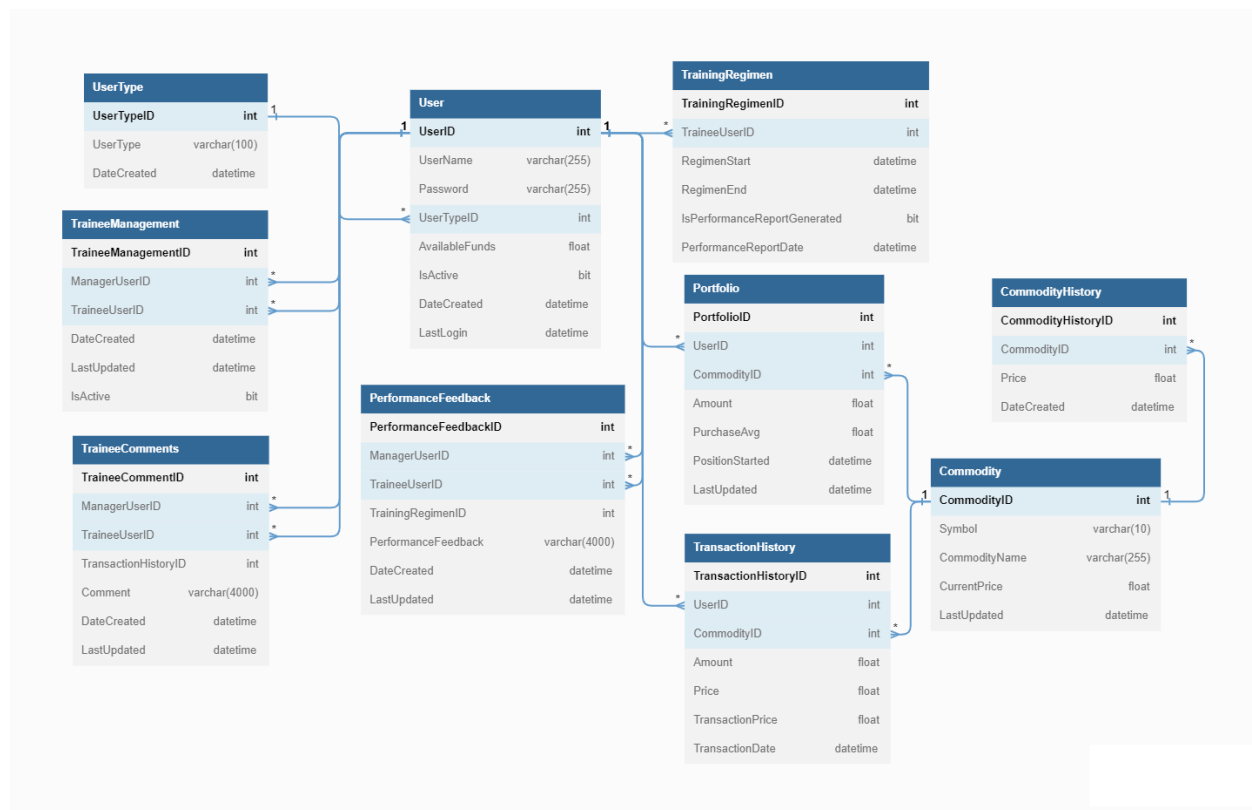 UserType
UserTypeID int
UserType varchar(100)
DateCreated datetime
TraineeManagement
TraineeManagementID int
ManagerUserID int
TraineeUserID int
DateCreated datetime
LastUpdated datetime
IsActive bit
TraineeComments
TraineeCommentID int
ManagerUserID int
TraineeUserID int
TransactionHistoryID int
Comment varchar(4000)
DateCreated datetime
LastUpdated datetime
User
UserID int
UserName varchar(255)
Password varchar(255)
UserTypeID int
AvailableFunds float
IsActive bit
DateCreated datetime
LastLogin datetime
PerformanceFeedback
PerformanceFeedbackID int
ManagerUserID int
TraineeUserID int
TrainingRegimenID int
PerformanceFeedback varchar(4000)
DateCreated datetime
LastUpdated datetime
TrainingRegimen
TrainingRegimenID int
TraineeUserID int
RegimenStart datetime
RegimenEnd datetime
IsPerformanceReportGenerated bit
PerformanceReportDate datetime
Portfolio
PortfolioID int
UserID int
CommodityID int
Amount float
PurchaseAvg float
PositionStarted datetime
LastUpdated datetime
TransactionHistory
TransactionHistoryID int
UserID int
CommodityID int
Amount float
Price float
TransactionPrice float
TransactionDate datetime
CommodityHistory
CommodityHistoryID int
CommodityID int
Price float
DateCreated datetime
Commodity
CommodityID int
Symbol varchar(10)
CommodityName varchar(255)
CurrentPrice float
LastUpdated datetime
1
1
1
1
1
*
*
*
*
*
*
*
*
*
*
*
*
*